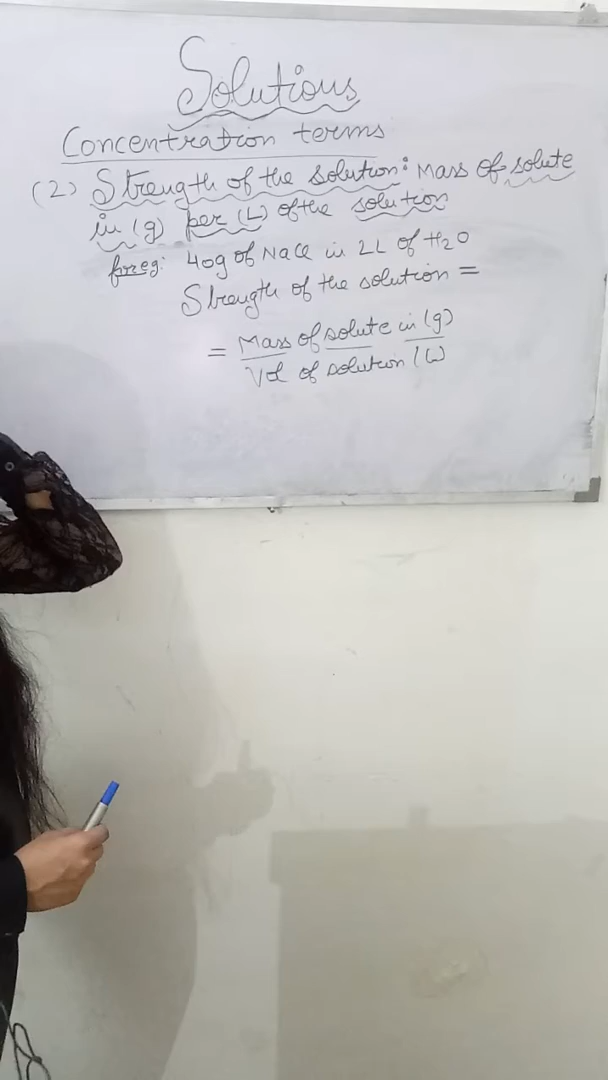 Solutions
Concentration terms
(2) Strength of the solution: Mass of solute
in (g) per (L) of the solution
for eg: 40g of NaCl in 2L of H2O
Strength of the solution =
= Mass of solute in (g)
Vol of solution (L)